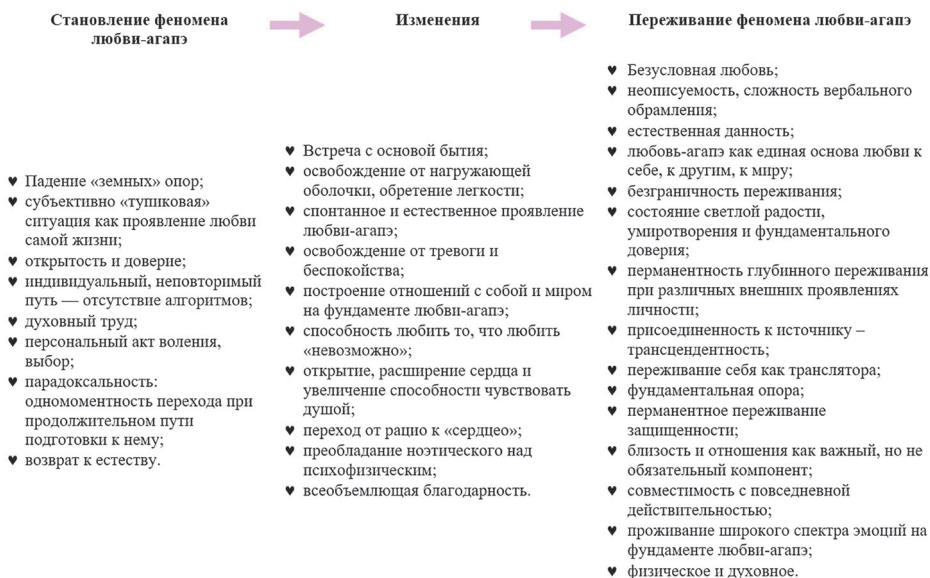 Становление феномена
любви-агапэ
♥ Падение «земных» опор;
♥ субъективно «тупиковая»
ситуация как проявление любви
самой жизни;
♥ открытость и доверие;
♥ индивидуальный, неповторимый
путь — отсутствие алгоритмов;
♥ духовный труд;
♥ персональный акт воления,
выбор;
♥ парадоксальность:
одномоментность перехода при
продолжительном пути
подготовки к нему;
♥ возврат к естеству.
Изменения
♥ Встреча с основой бытия;
♥ освобождение от нагружающей
оболочки, обретение легкости;
♥ спонтанное и естественное проявление
любви-агапэ;
♥ освобождение от тревоги и
беспокойства;
♥ построение отношений с собой и миром
на фундаменте любви-агапэ;
♥ способность любить то, что любить
«невозможно»;
♥ открытие, расширение сердца и
увеличение способности чувствовать
душой;
♥ переход от рацио к «сердцео»;
♥ преобладание ноэтического над
психофизическим;
♥ всеобъемлющая благодарность.
Переживание феномена любви-агапэ
♥ Безусловная любовь;
♥ неописуемость, сложность вербального
обрамления;
♥ естественная данность;
♥ любовь-агапэ как единая основа любви к
себе, к другим, к миру;
♥ безграничность переживания;
♥ состояние светлой радости,
умиротворения и фундаментального
доверия;
♥ перманентность глубинного переживания
при различных внешних проявлениях
личности;
♥ присоединенность к источнику –
трансцендентность;
♥ переживание себя как транслятора;
♥ фундаментальная опора;
♥ перманентное переживание
защищенности;
♥ близость и отношения как важный, но не
обязательный компонент;
♥ совместимость с повседневной
действительностью;
♥ проживание широкого спектра эмоций на
фундаменте любви-агапэ;
♥ физическое и духовное.